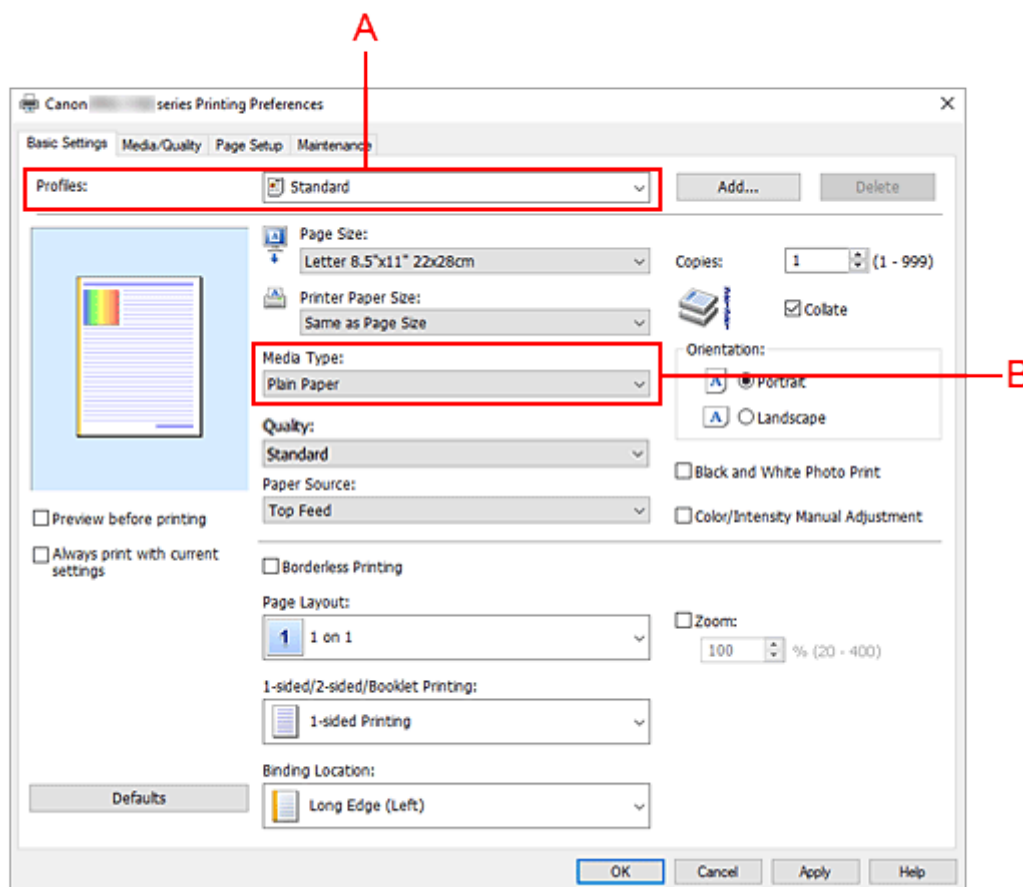 A
Canon series Printing Preferences
Basic Settings Media/Quality Page Setup Maintenance
Profiles: Standard Add... Delete
Page Size:
Letter 8.5"x11" 22x28cm
Copies: 1 (1 - 999)
Printer Paper Size:
Same as Page Size
Collate
Media Type:
Plain Paper
Orientation:
A Portrait
B
A Landscape
Quality:
Standard
Black and White Photo Print
Paper Source:
Top Feed
Color/Intensity Manual Adjustment
Preview before printing
Always print with current
settings
Borderless Printing
Page Layout:
1 1 on 1
Zoom:
100 % (20 - 400)
1-sided/2-sided/Booklet Printing:
1-sided Printing
Binding Location:
Long Edge (Left)
Defaults
OK Cancel Apply Help